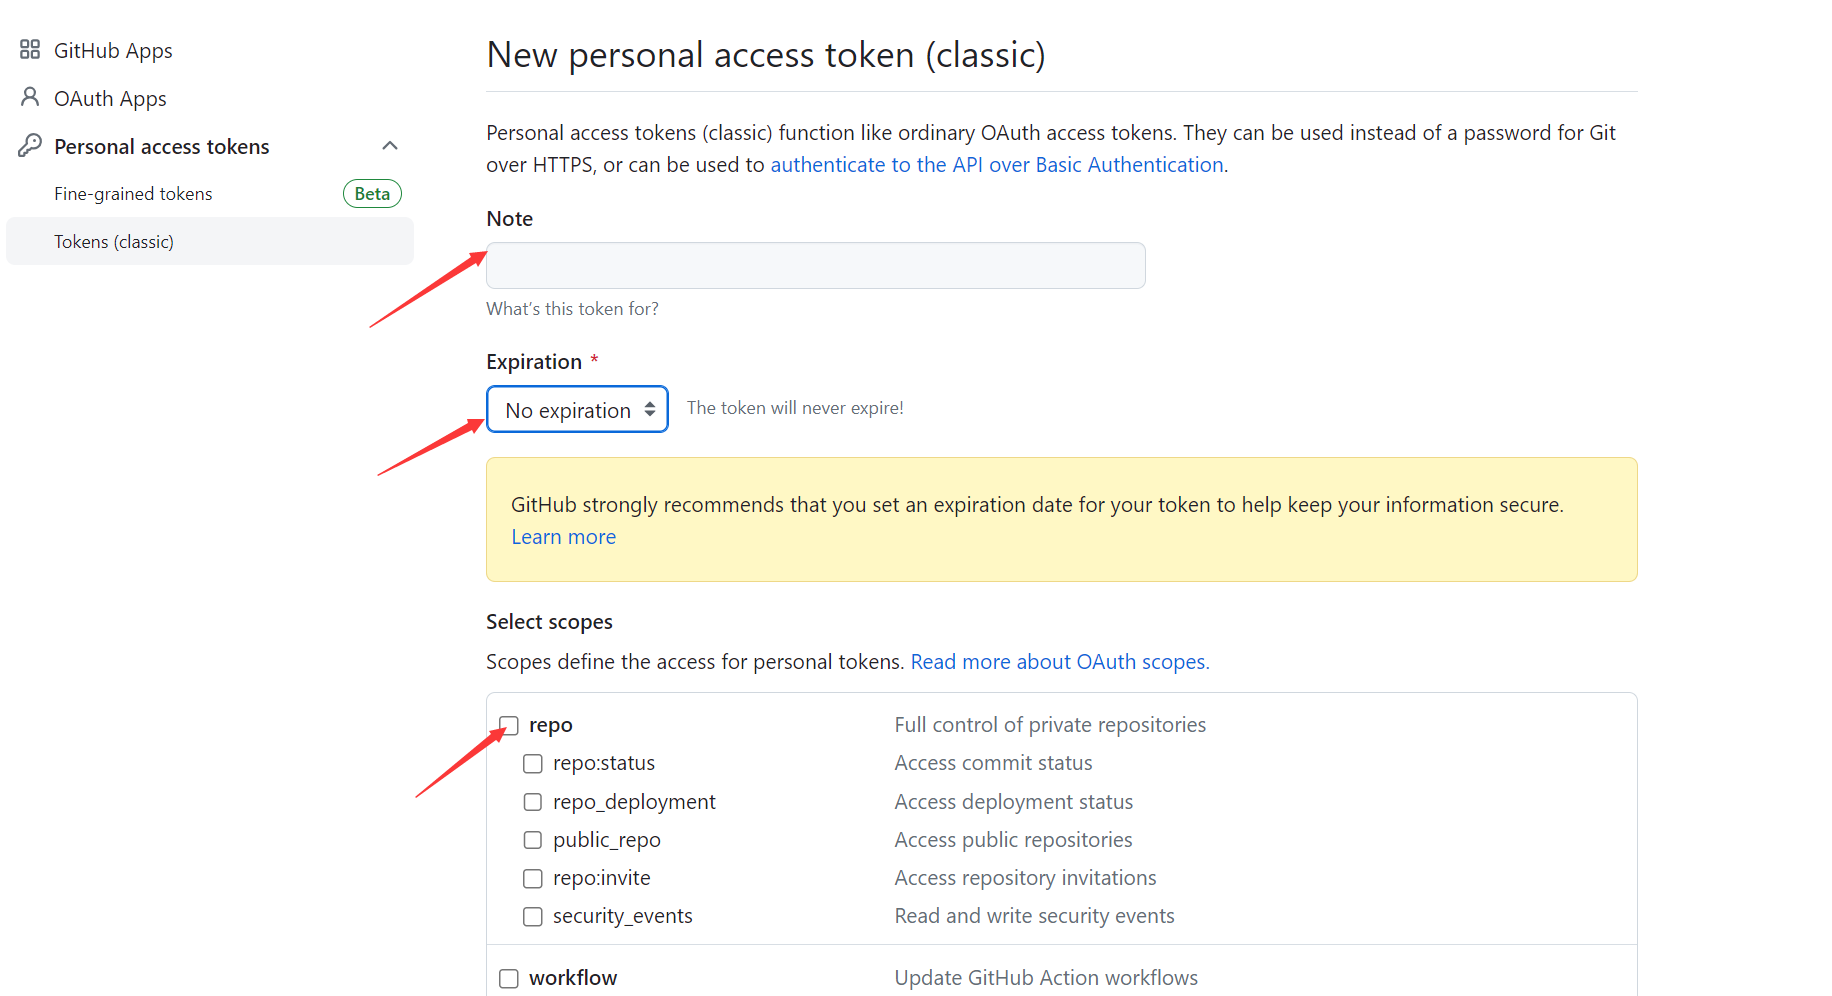 GitHub Apps
OAuth Apps
Personal access tokens
Fine-grained tokens Beta
Tokens (classic)
New personal access token (classic)
Personal access tokens (classic) function like ordinary OAuth access tokens. They can be used instead of a password for Git
over HTTPS, or can be used to authenticate to the API over Basic Authentication.
Note
What's this token for?
Expiration *
No expiration The token will never expire!
GitHub strongly recommends that you set an expiration date for your token to help keep your information secure.
Learn more
Select scopes
Scopes define the access for personal tokens. Read more about OAuth scopes.
repo Full control of private repositories
repo:status Access commit status
repo_deployment Access deployment status
public_repo Access public repositories
repo:invite Access repository invitations
security_events Read and write security events
workflow Update GitHub Action workflows